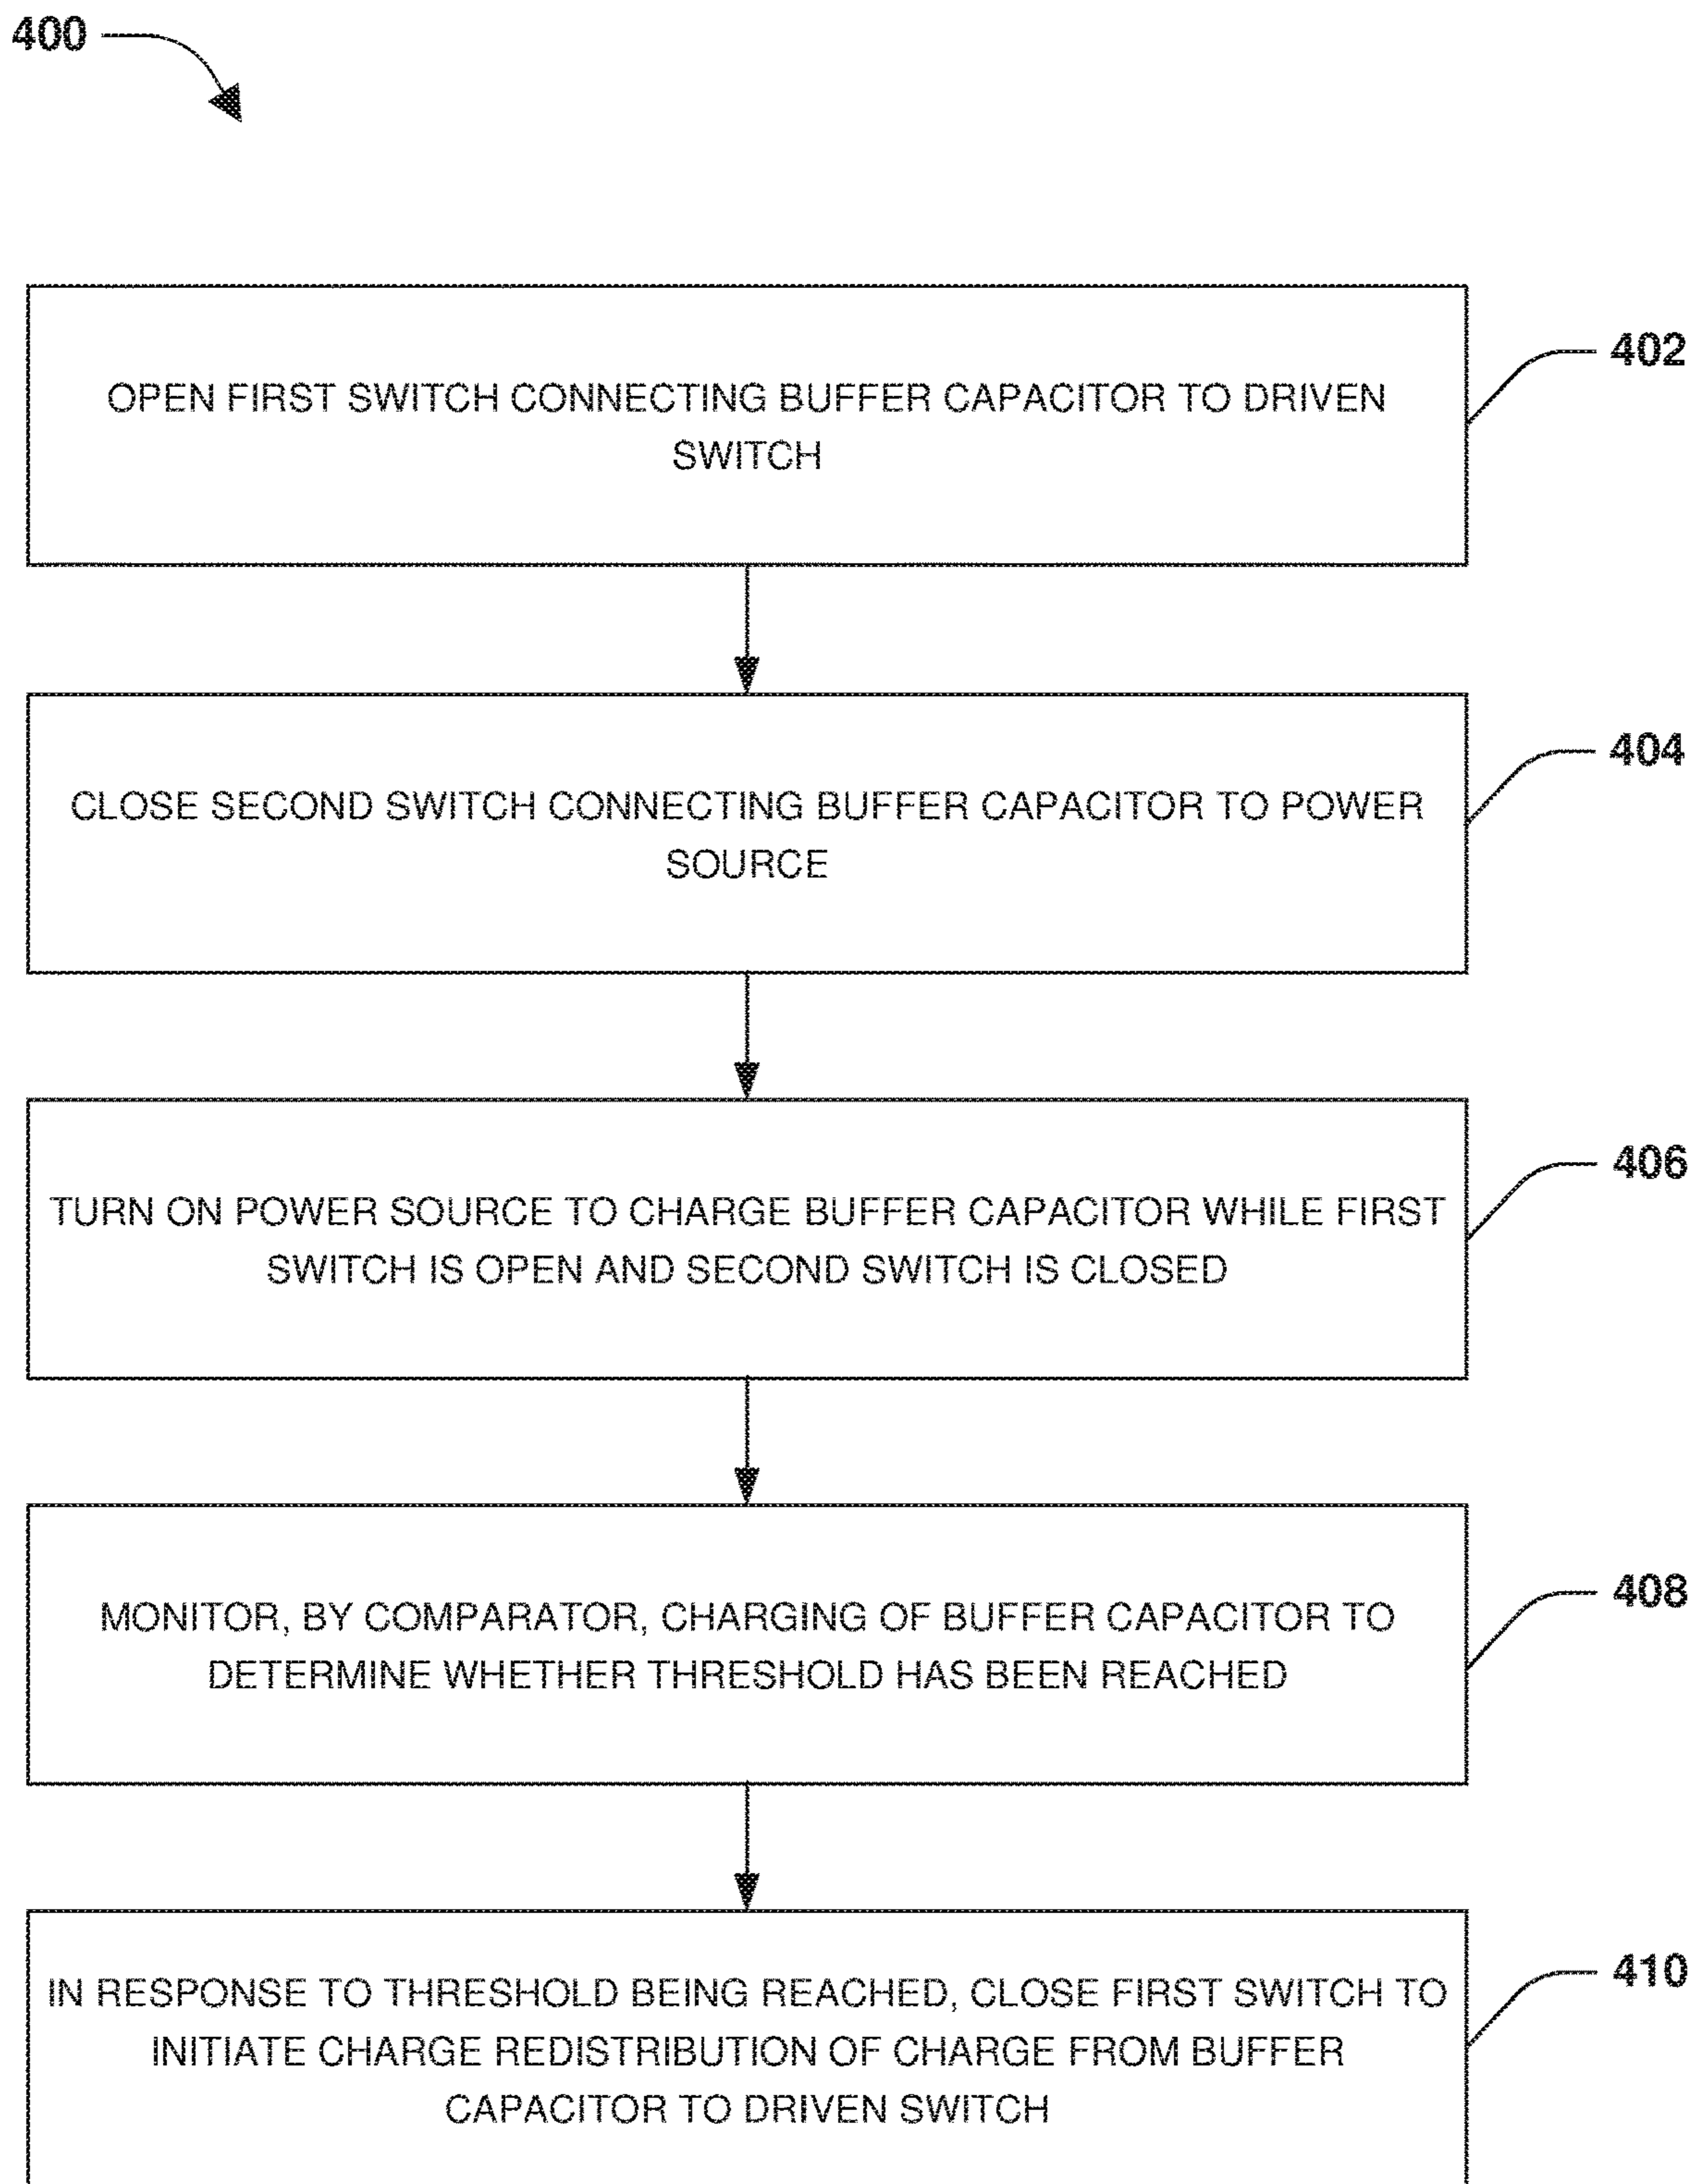 400
402
OPEN FIRST SWITCH CONNECTING BUFFER CAPACITOR TO DRIVEN
SWITCH
404
CLOSE SECOND SWITCH CONNECTING BUFFER CAPACITOR TO POWER
SOURCE
406
TURN ON POWER SOURCE TO CHARGE BUFFER CAPACITOR WHILE FIRST
SWITCH IS OPEN AND SECOND SWITCH IS CLOSED
408
MONITOR, BY COMPARATOR, CHARGING OF BUFFER CAPACITOR TO
DETERMINE WHETHER THRESHOLD HAS BEEN REACHED
410
IN RESPONSE TO THRESHOLD BEING REACHED, CLOSE FIRST SWITCH TO
INITIATE CHARGE REDISTRIBUTION OF CHARGE FROM BUFFER
CAPACITOR TO DRIVEN SWITCH